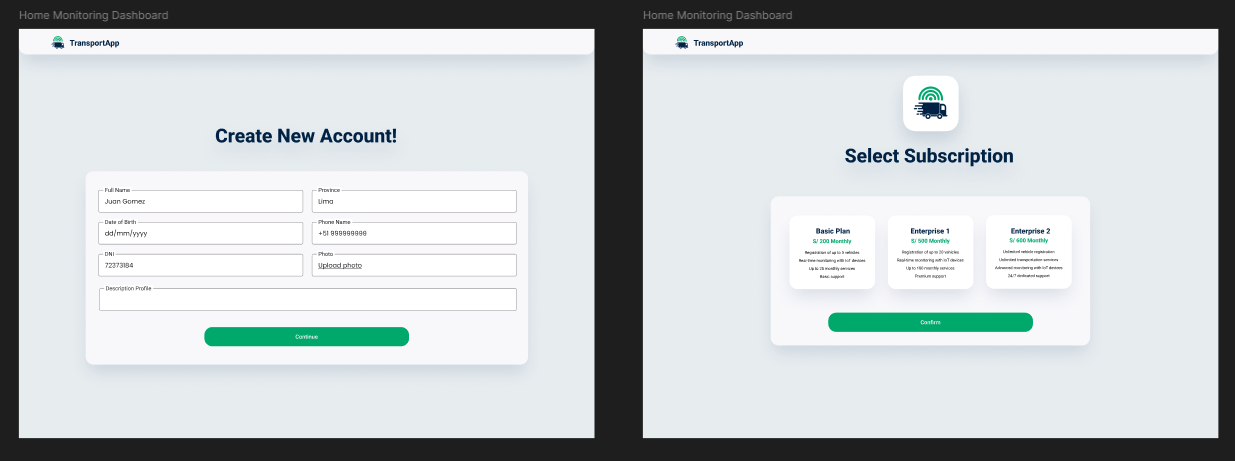 Home Monitoring Dashboard
TransportApp
Create New Account!
Full Name
Juan Gomez
Province
Lima
Date of Birth
dd/mm/yyyy
Phone Name
+51 999999999
DNI
72373184
Photo
Upload photo
Description Profile
Continue
Home Monitoring Dashboard
TransportApp
Select Subscription
Basic Plan
S/ 200 Monthly
Registration of up to 5 vehicles
Real-time monitoring with IoT devices
Up to 20 monthly services
Basic support
Enterprise 1
S/ 500 Monthly
Registration of up to 20 vehicles
Real-time monitoring with IoT devices
Up to 100 monthly services
Premium support
Enterprise 2
S/ 600 Monthly
Unlimited vehicle registration
Unlimited transportation services
Advanced monitoring with IoT devices
24/7 dedicated support
Confirm